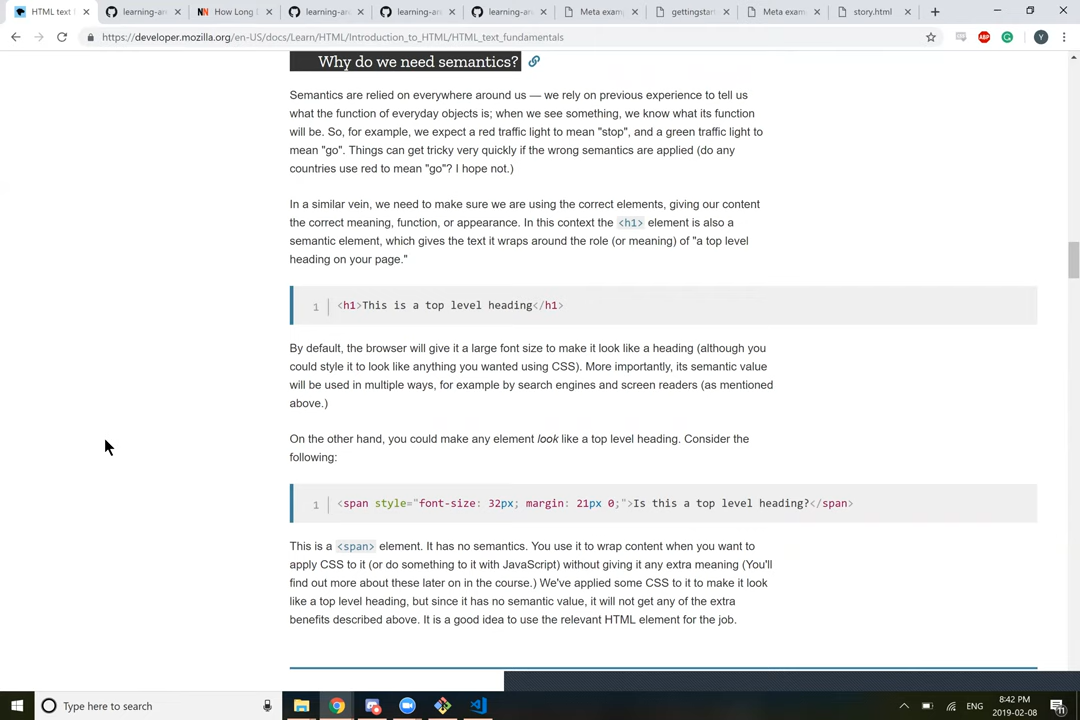 HTML text
learning-ar
How Long
learning-ar
learning-ar
learning-ar
Meta exam
gettingstar
Meta exam
story.html
https://developer.mozilla.org/en-US/docs/Learn/HTML/Introduction_to_HTML/HTML_text_fundamentals
ABP
Y
Why do we need semantics?
Semantics are relied on everywhere around us — we rely on previous experience to tell us
what the function of everyday objects is; when we see something, we know what its function
will be. So, for example, we expect a red traffic light to mean "stop", and a green traffic light to
mean "go". Things can get tricky very quickly if the wrong semantics are applied (do any
countries use red to mean "go"? I hope not.)
In a similar vein, we need to make sure we are using the correct elements, giving our content
the correct meaning, function, or appearance. In this context the <h1> element is also a
semantic element, which gives the text it wraps around the role (or meaning) of "a top level
heading on your page."
1 <h1>This is a top level heading</h1>
By default, the browser will give it a large font size to make it look like a heading (although you
could style it to look like anything you wanted using CSS). More importantly, its semantic value
will be used in multiple ways, for example by search engines and screen readers (as mentioned
above.)
On the other hand, you could make any element look like a top level heading. Consider the
following:
1 <span style="font-size: 32px; margin: 21px 0;">Is this a top level heading?</span>
This is a <span> element. It has no semantics. You use it to wrap content when you want to
apply CSS to it (or do something to it with JavaScript) without giving it any extra meaning (You'll
find out more about these later on in the course.) We've applied some CSS to it to make it look
like a top level heading, but since it has no semantic value, it will not get any of the extra
benefits described above. It is a good idea to use the relevant HTML element for the job.
Type here to search
ENG
8:42 PM
2019-02-08